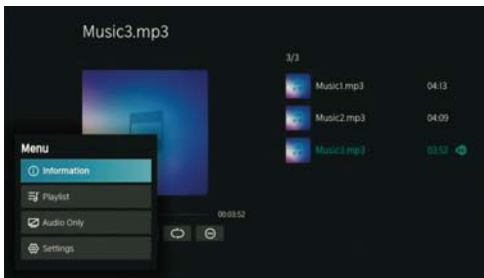 Music3.mp3
3/3
Music1.mp3 04:13
Music2.mp3 04:09
Music3.mp3 03:52
Menu
Information
Playlist
00:03:52
Audio Only
Settings